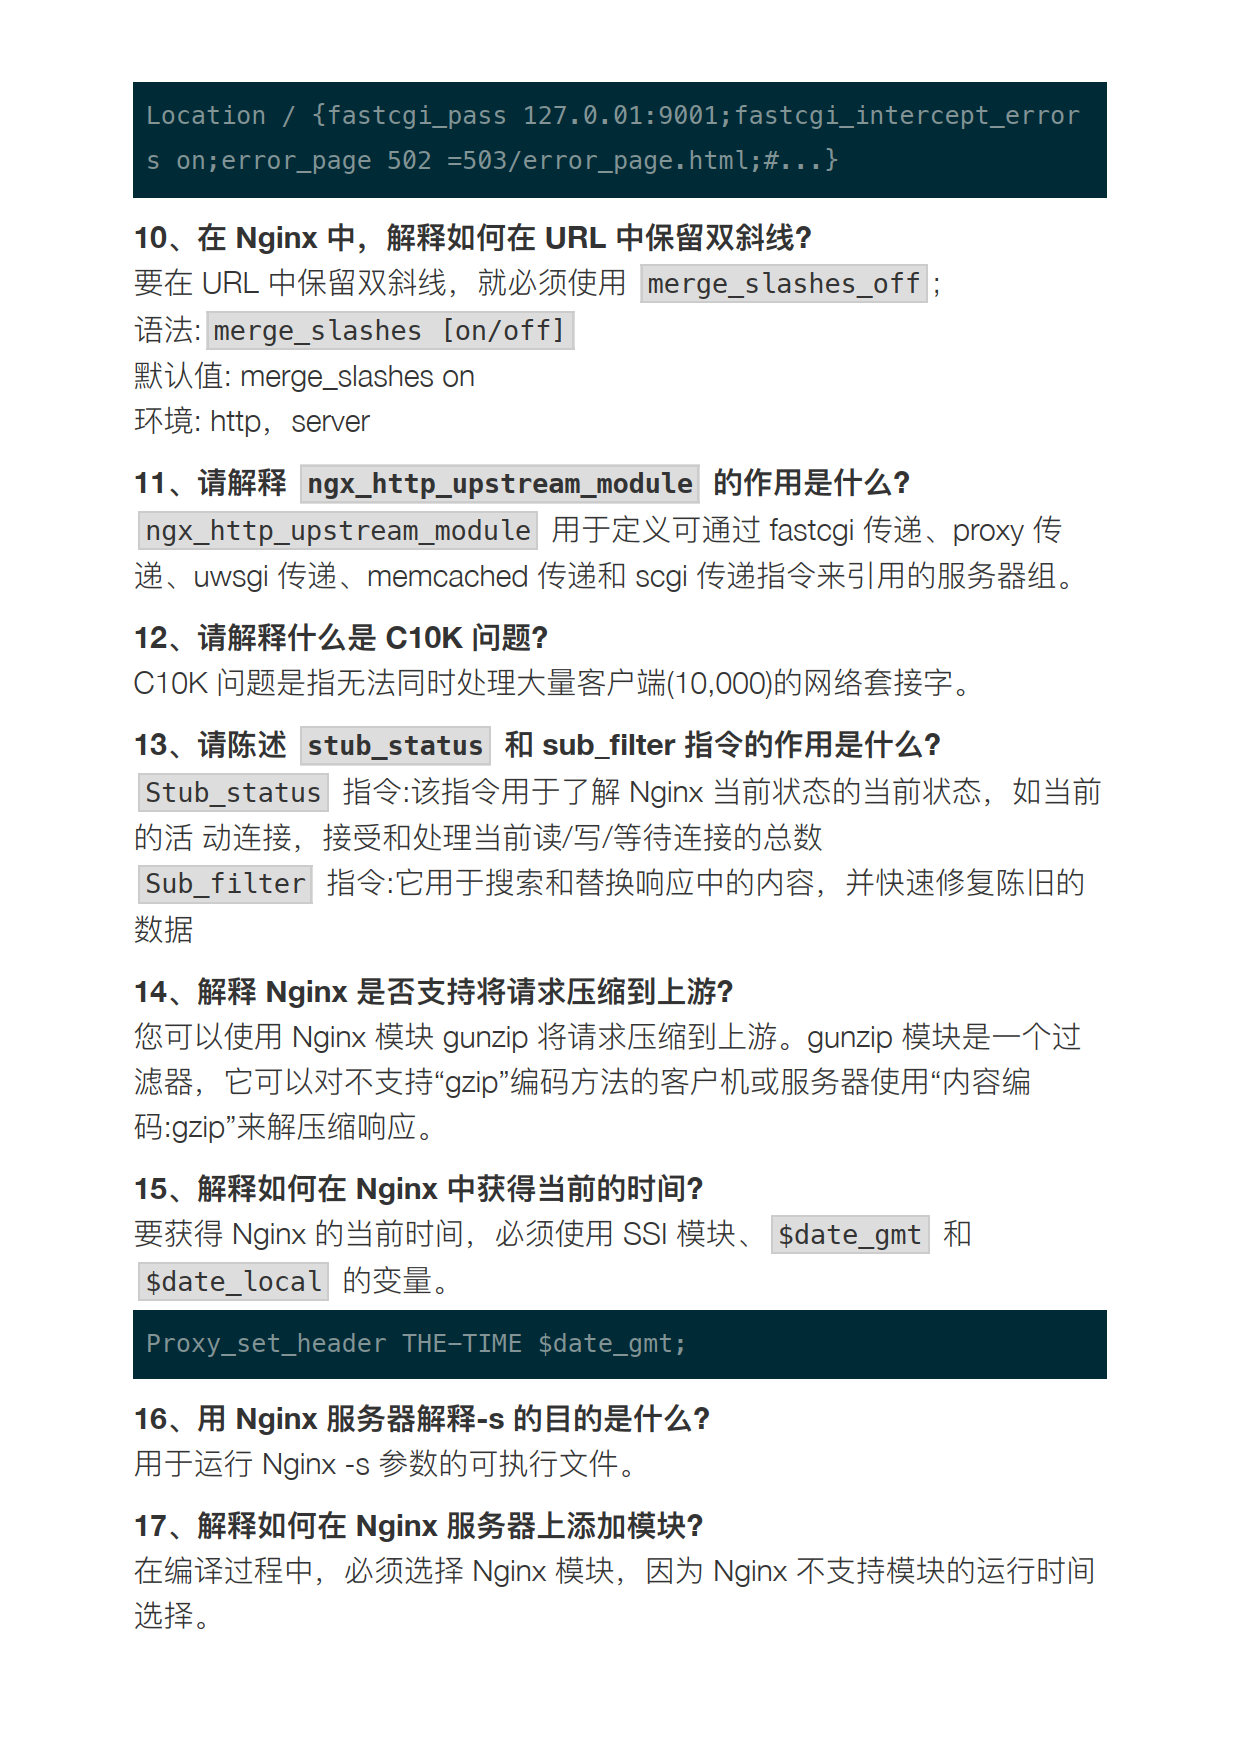 Location / {fastcgi_pass 127.0.01:9001;fastcgi_intercept_error
s on;error_page 502 =503/error_page.html;#...}
10、在 Nginx 中，解释如何在 URL 中保留双斜线?
要在 URL 中保留双斜线，就必须使用 merge_slashes_off;
语法:merge_slashes [on/off]
默认值: merge_slashes on
环境: http，server
11、请解释 ngx_http_upstream_module 的作用是什么?
ngx_http_upstream_module 用于定义可通过 fastcgi 传递、proxy 传
递、uwsgi 传递、memcached 传递和 scgi 传递指令来引用的服务器组。
12、请解释什么是 C10K 问题?
C10K 问题是指无法同时处理大量客户端(10,000)的网络套接字。
13、请陈述 stub_status 和 sub_filter 指令的作用是什么?
Stub_status 指令:该指令用于了解 Nginx 当前状态的当前状态，如当前
的活 动连接，接受和处理当前读/写/等待连接的总数
Sub_filter 指令:它用于搜索和替换响应中的内容，并快速修复陈旧的
数据
14、解释 Nginx 是否支持将请求压缩到上游?
您可以使用 Nginx 模块 gunzip 将请求压缩到上游。gunzip 模块是一个过
滤器，它可以对不支持“gzip”编码方法的客户机或服务器使用“内容编
码:gzip”来解压缩响应。
15、解释如何在 Nginx 中获得当前的时间?
要获得 Nginx 的当前时间，必须使用 SSI 模块、$date_gmt 和
$date_local 的变量。
Proxy_set_header THE-TIME $date_gmt;
16、用 Nginx 服务器解释-s 的目的是什么?
用于运行 Nginx -s 参数的可执行文件。
17、解释如何在 Nginx 服务器上添加模块?
在编译过程中，必须选择 Nginx 模块，因为 Nginx 不支持模块的运行时间
选择。